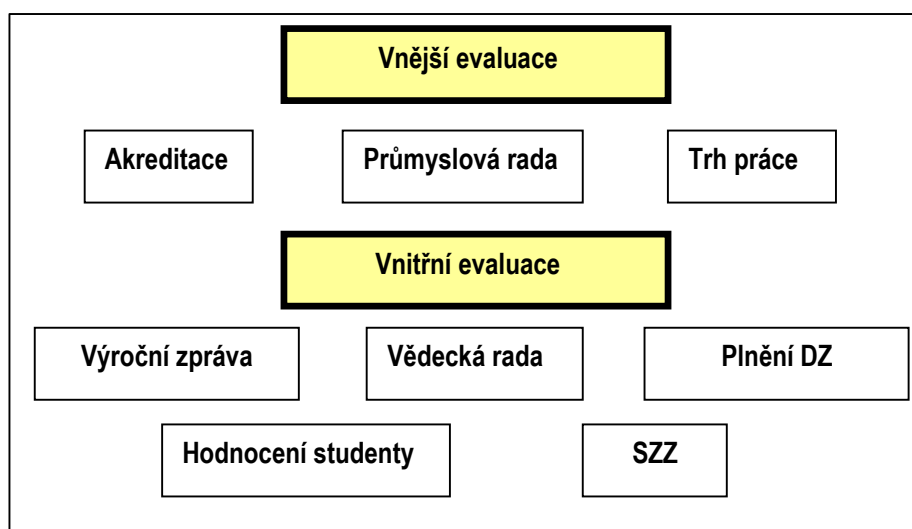 Vnější evaluace
Akreditace
Průmyslová rada
Trh práce
Vnitřní evaluace
Výroční zpráva
Vědecká rada
Plnění DZ
Hodnocení studenty
SZZ